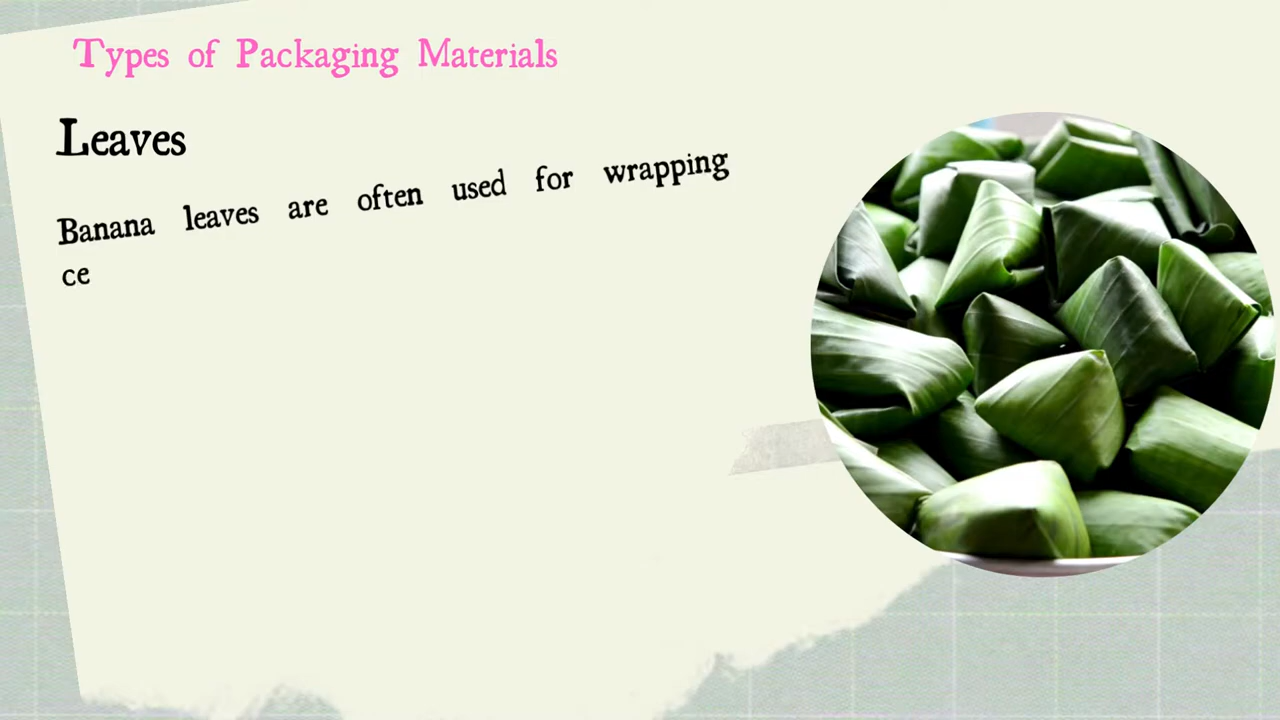 Types of Packaging Materials
Leaves
Banana leaves are often used for wrapping
ce